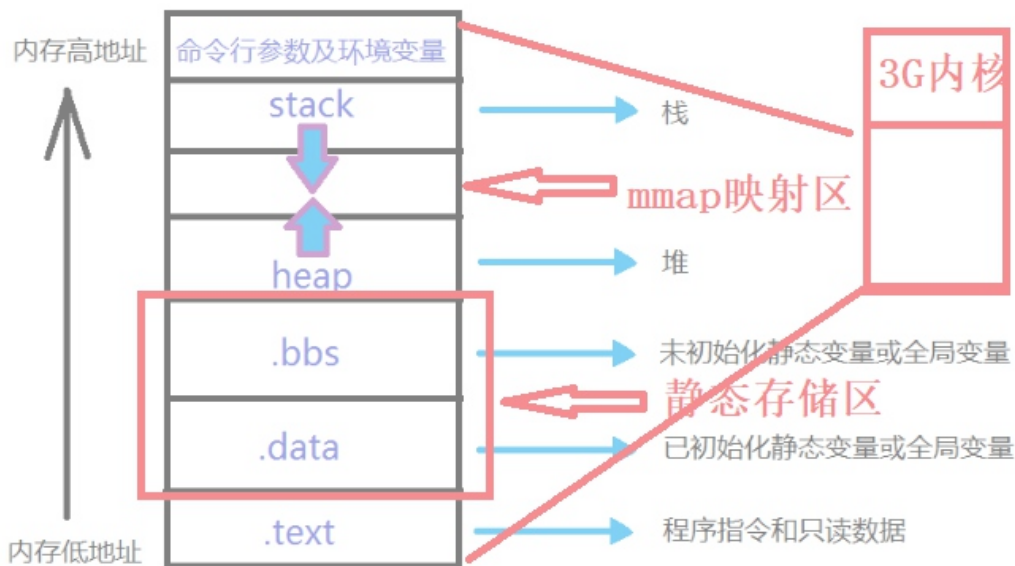 内存高地址
命令行参数及环境变量
3G内核
stack
栈
mmap映射区
堆
heap
.bbs
未初始化静态变量或全局变量
静态存储区
.data
已初始化静态变量或全局变量
.text
程序指令和只读数据
内存低地址